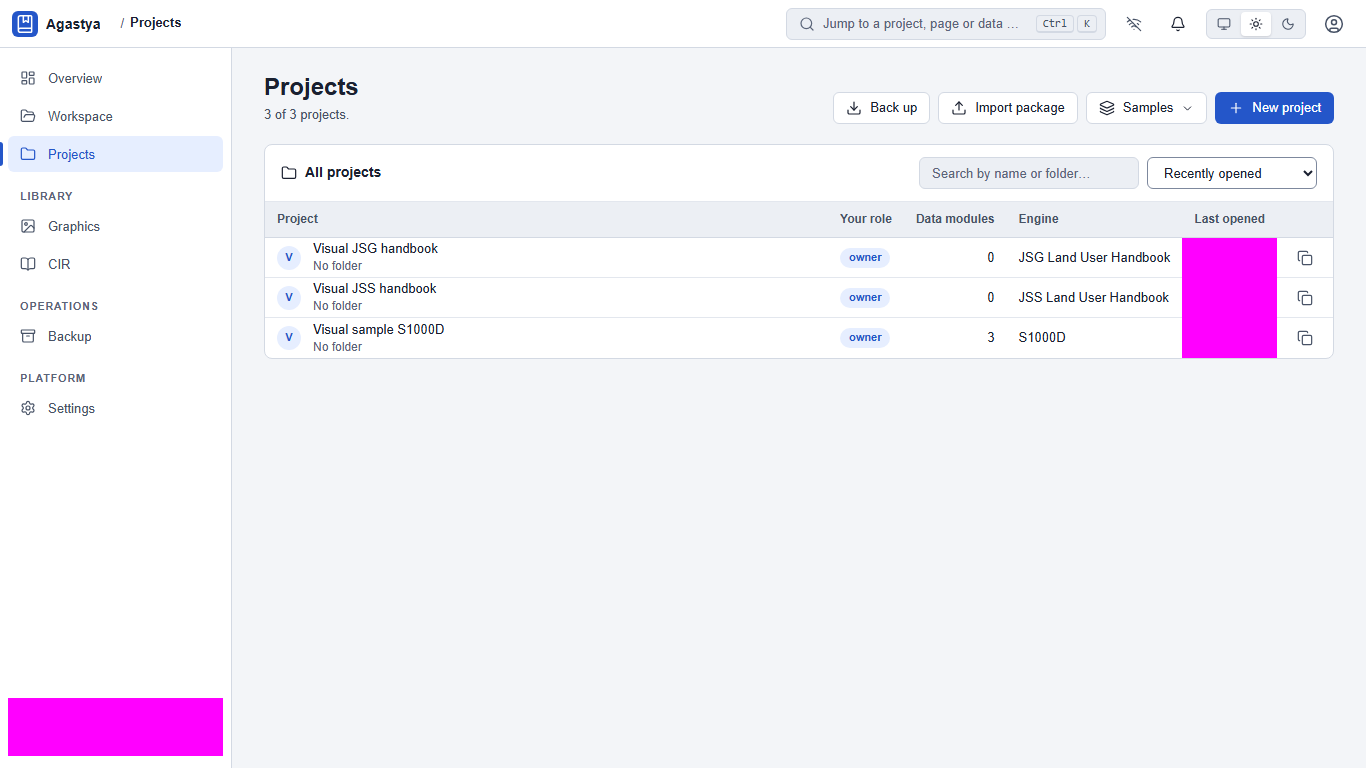 Agastya / Projects
Jump to a project, page or data ... Ctrl K
Overview
Workspace
Projects
LIBRARY
Graphics
CIR
OPERATIONS
Backup
PLATFORM
Settings
Projects
3 of 3 projects.
Back up
Import package
Samples
New project
All projects
Search by name or folder...
Recently opened
Project Your role Data modules Engine Last opened
V Visual JSG handbook
No folder
owner 0 JSG Land User Handbook
V Visual JSS handbook
No folder
owner 0 JSS Land User Handbook
V Visual sample S1000D
No folder
owner 3 S1000D